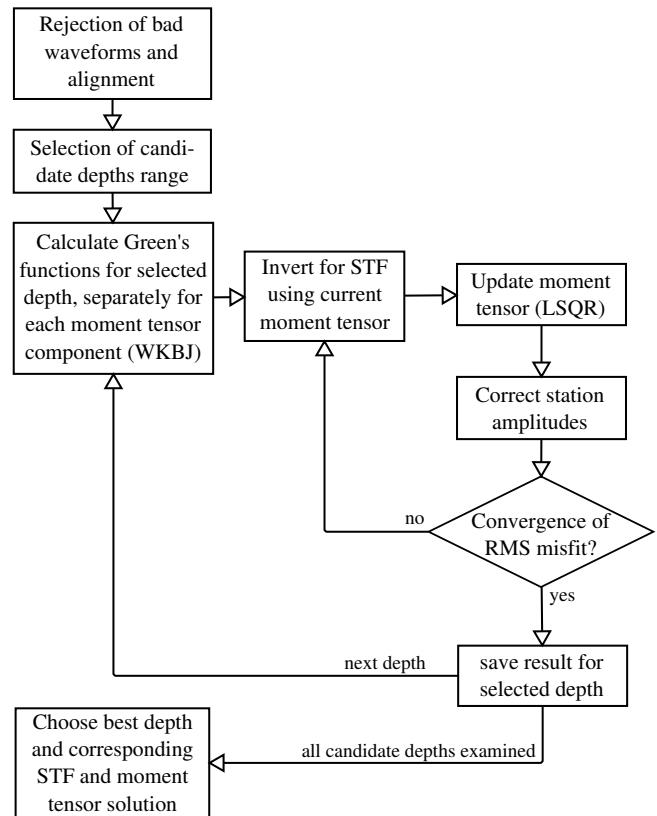 Rejection of bad
waveforms and
alignment
Selection of candi-
date depths range
Calculate Green's
functions for selected
depth, separately for
each moment tensor
component (WKBJ)
Invert for STF
using current
moment tensor
Update moment
tensor (LSQR)
Correct station
amplitudes
Convergence of
RMS misfit?
no
yes
save result for
selected depth
next depth
all candidate depths examined
Choose best depth
and corresponding
STF and moment
tensor solution